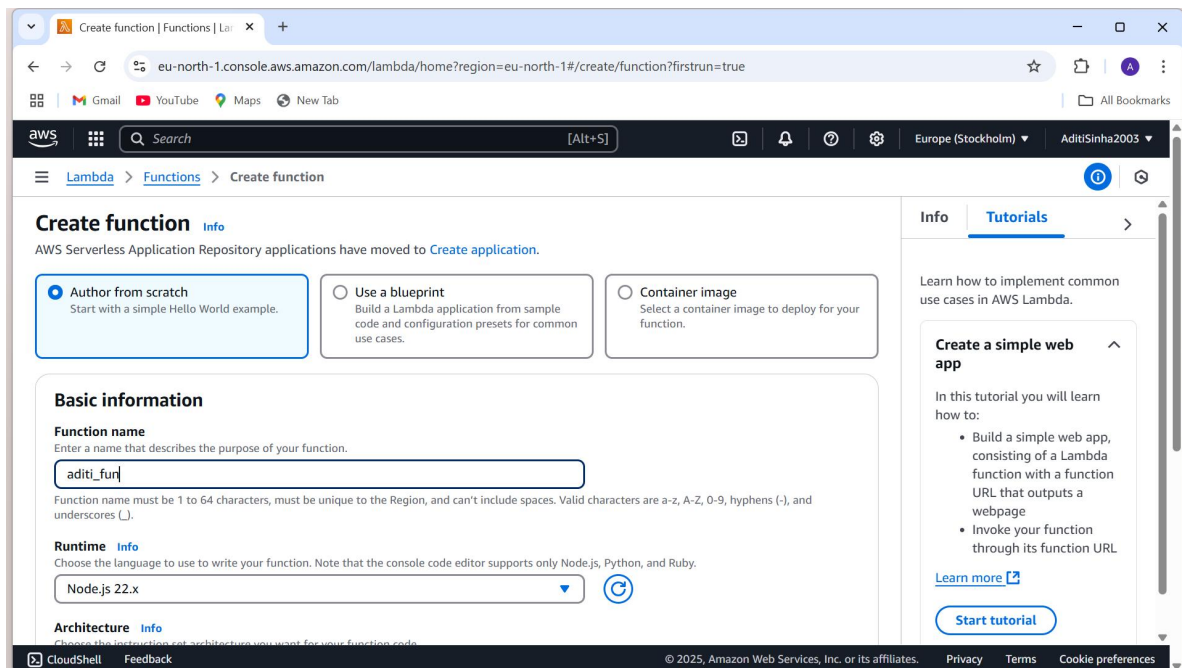 Create function | Functions | La
eu-north-1.console.aws.amazon.com/lambda/home?region=eu-north-1#/create/function?firstrun=true
A
Gmail YouTube Maps New Tab All Bookmarks
aws Search [Alt+S] Europe (Stockholm) AditiSinha2003
Lambda > Functions > Create function
Create function Info
AWS Serverless Application Repository applications have moved to Create application.
Author from scratch
Start with a simple Hello World example.
Use a blueprint
Build a Lambda application from sample
code and configuration presets for common
use cases.
Container image
Select a container image to deploy for your
function.
Basic information
Function name
Enter a name that describes the purpose of your function.
aditi_fun
Function name must be 1 to 64 characters, must be unique to the Region, and can't include spaces. Valid characters are a-z, A-Z, 0-9, hyphens (-), and
underscores (_).
Runtime Info
Choose the language to use to write your function. Note that the console code editor supports only Node.js, Python, and Ruby.
Node.js 22.x
Architecture Info
Choose the instruction set architecture you want for your function code.
Info Tutorials
Learn how to implement common
use cases in AWS Lambda.
Create a simple web
app
In this tutorial you will learn
how to:
• Build a simple web app,
consisting of a Lambda
function with a function
URL that outputs a
webpage
• Invoke your function
through its function URL
Learn more
Start tutorial
CloudShell Feedback © 2025, Amazon Web Services, Inc. or its affiliates. Privacy Terms Cookie preferences